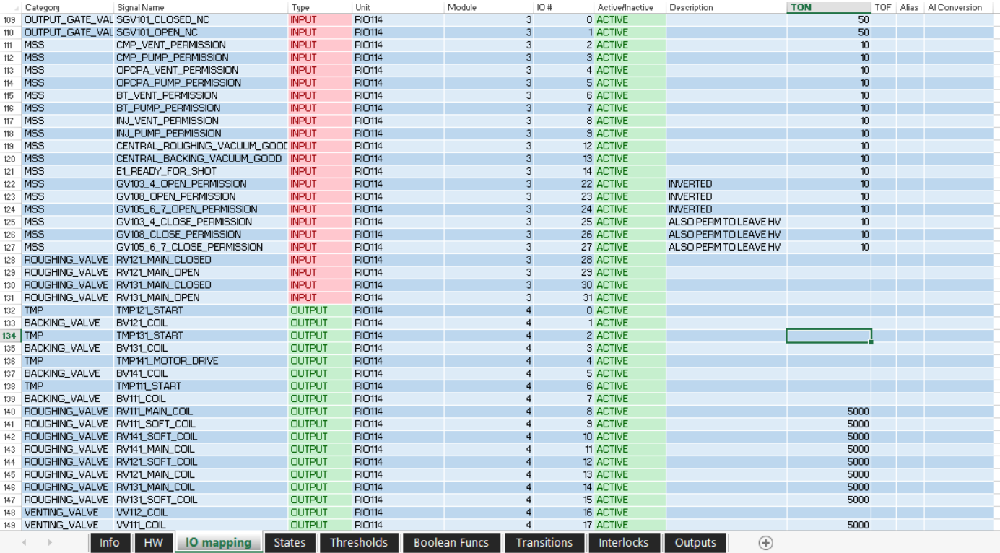 Category Signal Name Type Unit Module IO # Active/Inactive Description TON TOF Alias AI Conversion
109 OUTPUT_GATE_VAL SGV101_CLOSED_NC INPUT RIO114 3 0 ACTIVE 50
110 OUTPUT_GATE_VAL SGV101_OPEN_NC INPUT RIO114 3 1 ACTIVE 50
111 MSS CMP_VENT_PERMISSION INPUT RIO114 3 2 ACTIVE 10
112 MSS CMP_PUMP_PERMISSION INPUT RIO114 3 3 ACTIVE 10
113 MSS OPCPA_VENT_PERMISSION INPUT RIO114 3 4 ACTIVE 10
114 MSS OPCPA_PUMP_PERMISSION INPUT RIO114 3 5 ACTIVE 10
115 MSS BT_VENT_PERMISSION INPUT RIO114 3 6 ACTIVE 10
116 MSS BT_PUMP_PERMISSION INPUT RIO114 3 7 ACTIVE 10
117 MSS INJ_VENT_PERMISSION INPUT RIO114 3 8 ACTIVE 10
118 MSS INJ_PUMP_PERMISSION INPUT RIO114 3 9 ACTIVE 10
119 MSS CENTRAL_ROUGHING_VACUUM_GOOD INPUT RIO114 3 12 ACTIVE 10
120 MSS CENTRAL_BACKING_VACUUM_GOOD INPUT RIO114 3 13 ACTIVE 10
121 MSS E1_READY_FOR_SHOT INPUT RIO114 3 14 ACTIVE 10
122 MSS GV103_4_OPEN_PERMISSION INPUT RIO114 3 22 ACTIVE INVERTED 10
123 MSS GV108_OPEN_PERMISSION INPUT RIO114 3 23 ACTIVE INVERTED 10
124 MSS GV105_6_7_OPEN_PERMISSION INPUT RIO114 3 24 ACTIVE INVERTED 10
125 MSS GV103_4_CLOSE_PERMISSION INPUT RIO114 3 25 ACTIVE ALSO PERM TO LEAVE HV 10
126 MSS GV108_CLOSE_PERMISSION INPUT RIO114 3 26 ACTIVE ALSO PERM TO LEAVE HV 10
127 MSS GV105_6_7_CLOSE_PERMISSION INPUT RIO114 3 27 ACTIVE ALSO PERM TO LEAVE HV 10
128 ROUGHING_VALVE RV121_MAIN_CLOSED INPUT RIO114 3 28 ACTIVE
129 ROUGHING_VALVE RV121_MAIN_OPEN INPUT RIO114 3 29 ACTIVE
130 ROUGHING_VALVE RV131_MAIN_CLOSED INPUT RIO114 3 30 ACTIVE
131 ROUGHING_VALVE RV131_MAIN_OPEN INPUT RIO114 3 31 ACTIVE
132 TMP TMP121_START OUTPUT RIO114 4 0 ACTIVE
133 BACKING_VALVE BV121_COIL OUTPUT RIO114 4 1 ACTIVE
134 TMP TMP131_START OUTPUT RIO114 4 2 ACTIVE
135 BACKING_VALVE BV131_COIL OUTPUT RIO114 4 3 ACTIVE
136 TMP TMP141_MOTOR_DRIVE OUTPUT RIO114 4 4 ACTIVE
137 BACKING_VALVE BV141_COIL OUTPUT RIO114 4 5 ACTIVE
138 TMP TMP111_START OUTPUT RIO114 4 6 ACTIVE
139 BACKING_VALVE BV111_COIL OUTPUT RIO114 4 7 ACTIVE
140 ROUGHING_VALVE RV111_MAIN_COIL OUTPUT RIO114 4 8 ACTIVE 5000
141 ROUGHING_VALVE RV111_SOFT_COIL OUTPUT RIO114 4 9 ACTIVE 5000
142 ROUGHING_VALVE RV141_SOFT_COIL OUTPUT RIO114 4 10 ACTIVE 5000
143 ROUGHING_VALVE RV141_MAIN_COIL OUTPUT RIO114 4 11 ACTIVE 5000
144 ROUGHING_VALVE RV121_SOFT_COIL OUTPUT RIO114 4 12 ACTIVE 5000
145 ROUGHING_VALVE RV121_MAIN_COIL OUTPUT RIO114 4 13 ACTIVE 5000
146 ROUGHING_VALVE RV131_MAIN_COIL OUTPUT RIO114 4 14 ACTIVE 5000
147 ROUGHING_VALVE RV131_SOFT_COIL OUTPUT RIO114 4 15 ACTIVE 5000
148 VENTING_VALVE VV112_COIL OUTPUT RIO114 4 16 ACTIVE
149 VENTING_VALVE VV111_COIL OUTPUT RIO114 4 17 ACTIVE 5000
Info HW IO mapping States Thresholds Boolean Funcs Transitions Interlocks Outputs